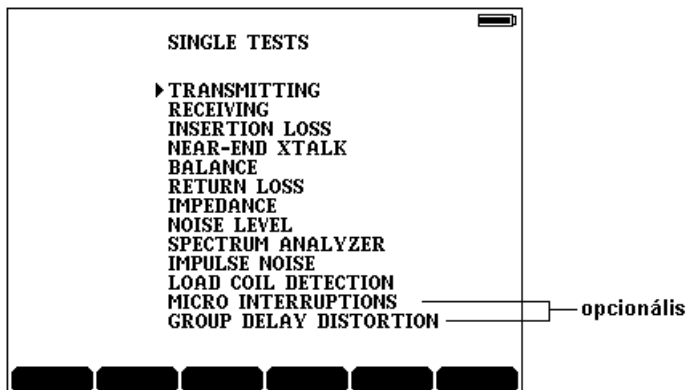 SINGLE TESTS
TRANSMITTING
RECEIVING
INSERTION LOSS
NEAR-END XTALK
BALANCE
RETURN LOSS
IMPEDANCE
NOISE LEVEL
SPECTRUM ANALYZER
IMPULSE NOISE
LOAD COIL DETECTION
MICRO INTERRUPTIONS
GROUP DELAY DISTORTION
opcionális